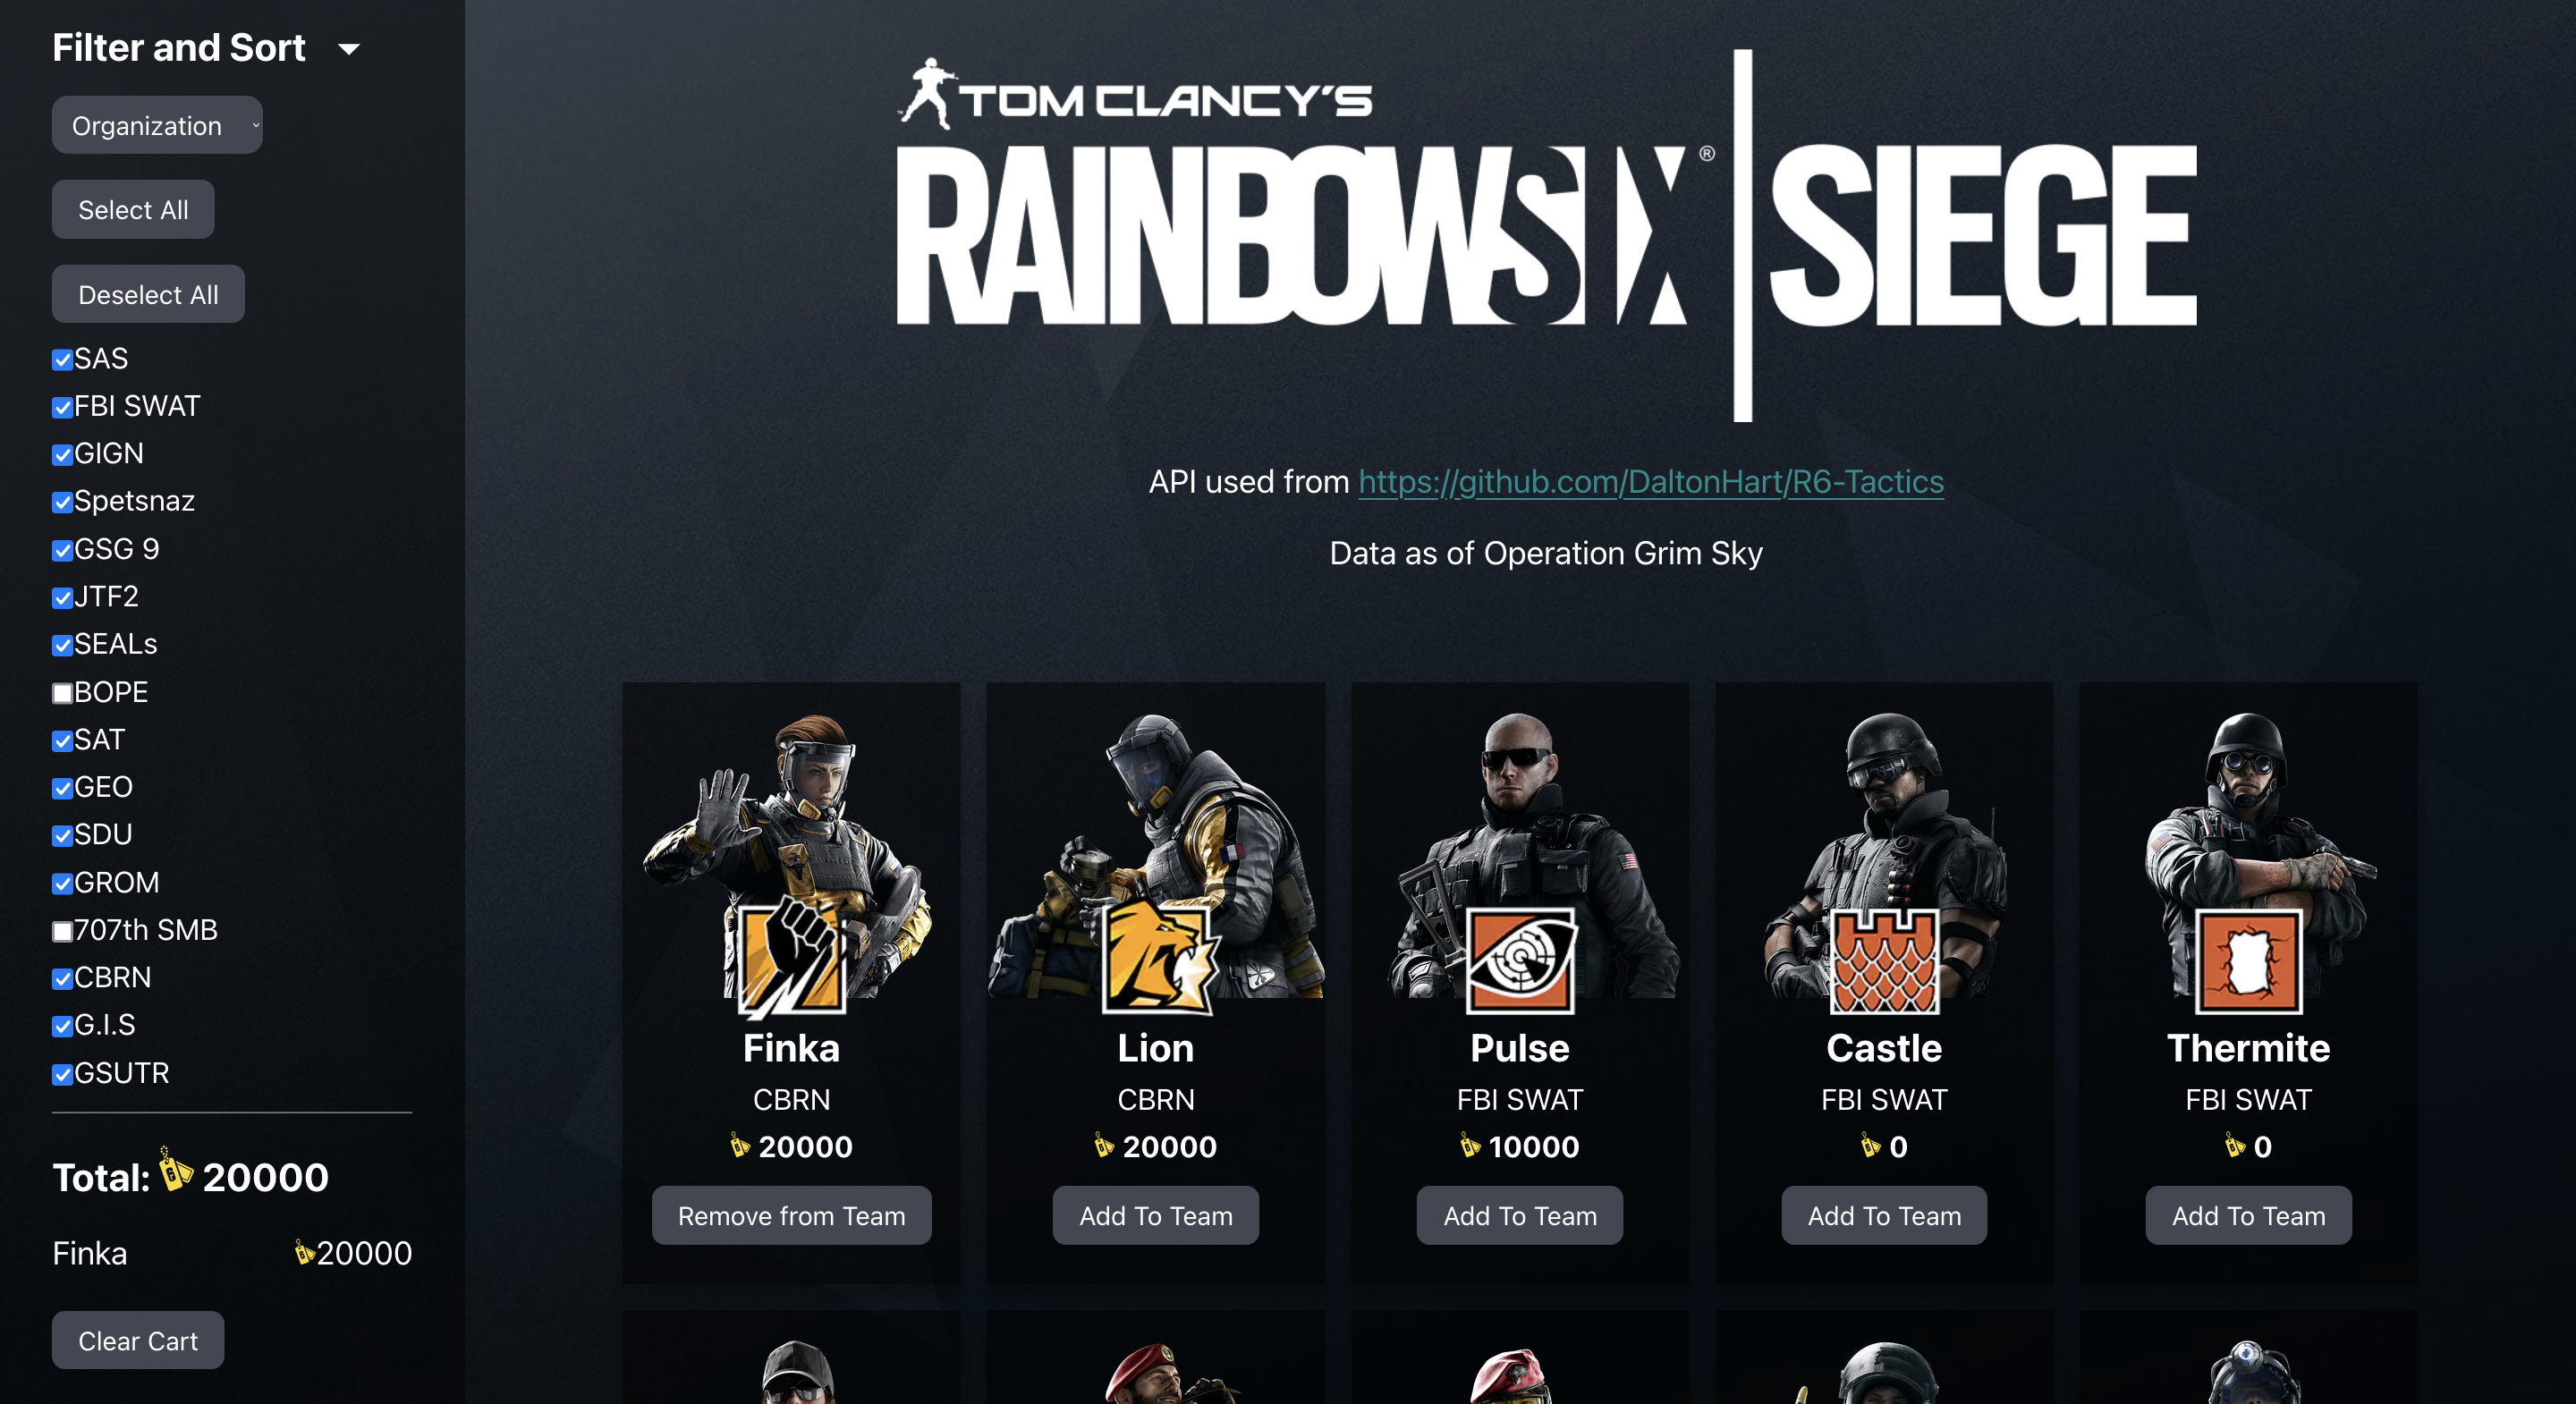 Filter and Sort
Organization
Select All
Deselect All
SAS
FBI SWAT
GIGN
Spetsnaz
GSG 9
JTF2
SEALs
BOPE
SAT
GEO
SDU
GROM
707th SMB
CBRN
G.I.S
GSUTR
Total: 20000
Finka 20000
Clear Cart
TOM CLANCY'S
RAINBOWSIX® | SIEGE
API used from https://github.com/DaltonHart/R6-Tactics
Data as of Operation Grim Sky
Finka
CBRN
20000
Remove from Team
Lion
CBRN
20000
Add To Team
Pulse
FBI SWAT
10000
Add To Team
Castle
FBI SWAT
0
Add To Team
Thermite
FBI SWAT
0
Add To Team